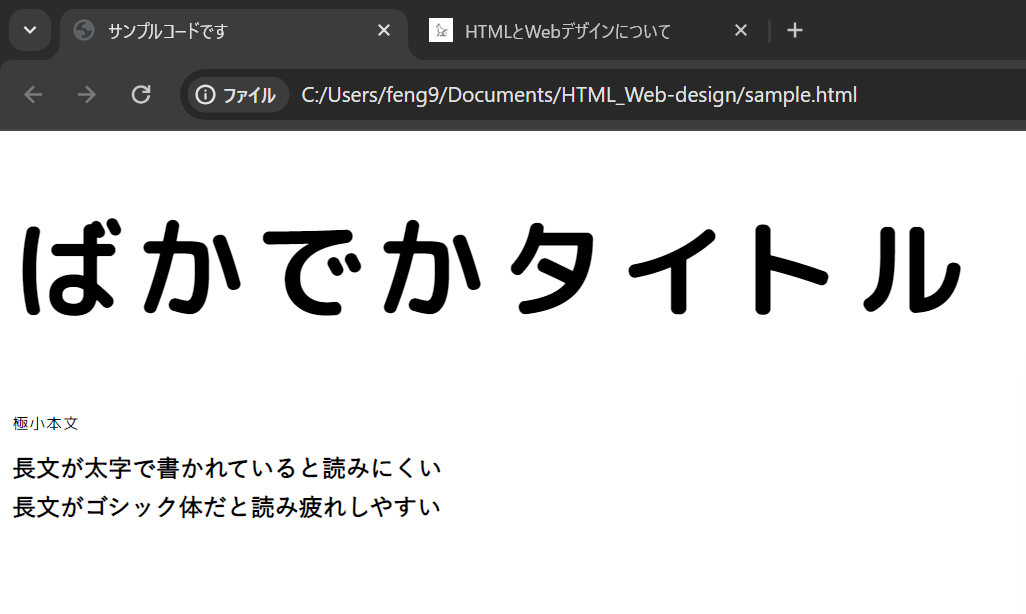 サンプルコードです
HTMLとWebデザインについて
ファイル
C:/Users/feng9/Documents/HTML_Web-design/sample.html
ばかでかタイトル
極小本文
長文が太字で書かれていると読みにくい
長文がゴシック体だと読み疲れしやすい